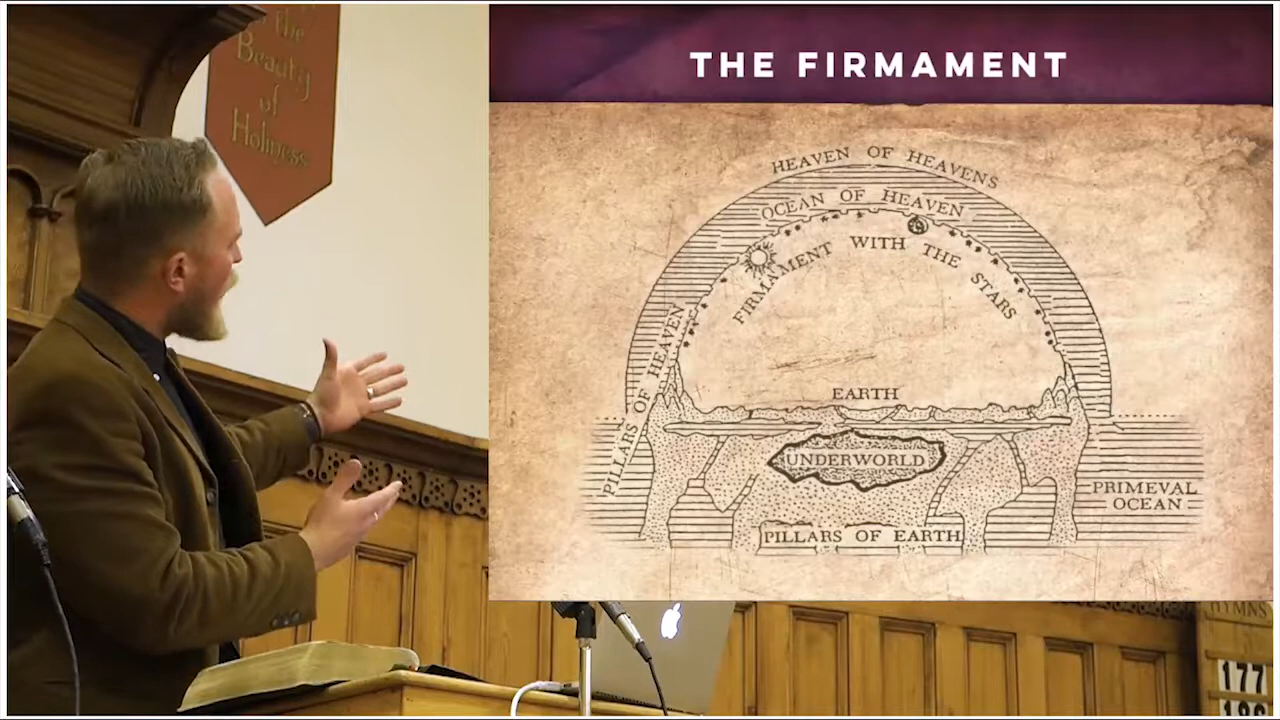 the
Beauty
of
Holiness
THE FIRMAMENT
HEAVEN OF HEAVENS
OCEAN OF HEAVEN
FIRMAMENT WITH THE STARS
PILLARS OF HEAVEN
EARTH
UNDERWORLD
PRIMEVAL
OCEAN
PILLARS OF EARTH
HYMNS
177